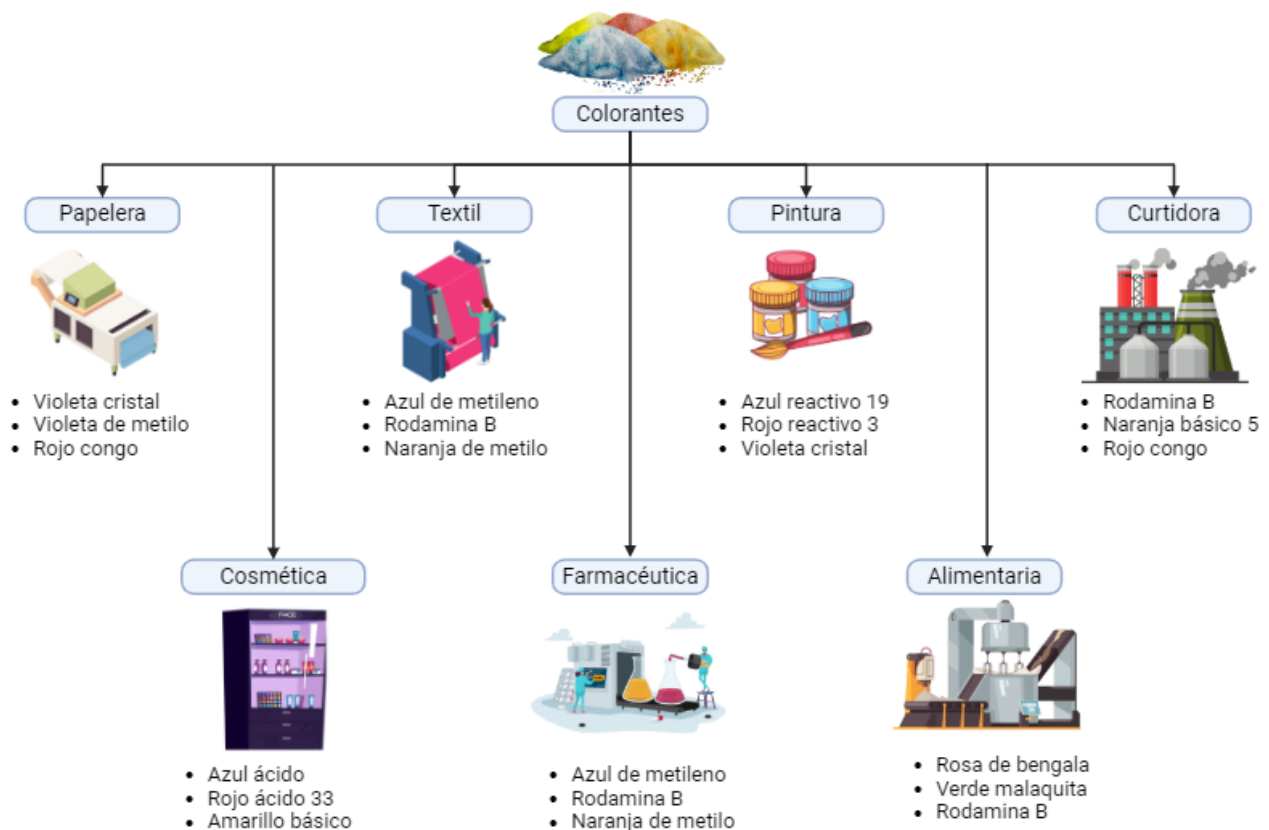 Colorantes
Papelera
Textil
Pintura
Curtidora
• Violeta cristal
• Violeta de metilo
• Rojo congo
• Azul de metileno
• Rodamina B
• Naranja de metilo
• Azul reactivo 19
• Rojo reactivo 3
• Violeta cristal
• Rodamina B
• Naranja básico 5
• Rojo congo
Cosmética
Farmacéutica
Alimentaria
• Azul ácido
• Rojo ácido 33
• Amarillo básico
• Azul de metileno
• Rodamina B
• Naranja de metilo
• Rosa de bengala
• Verde malaquita
• Rodamina B